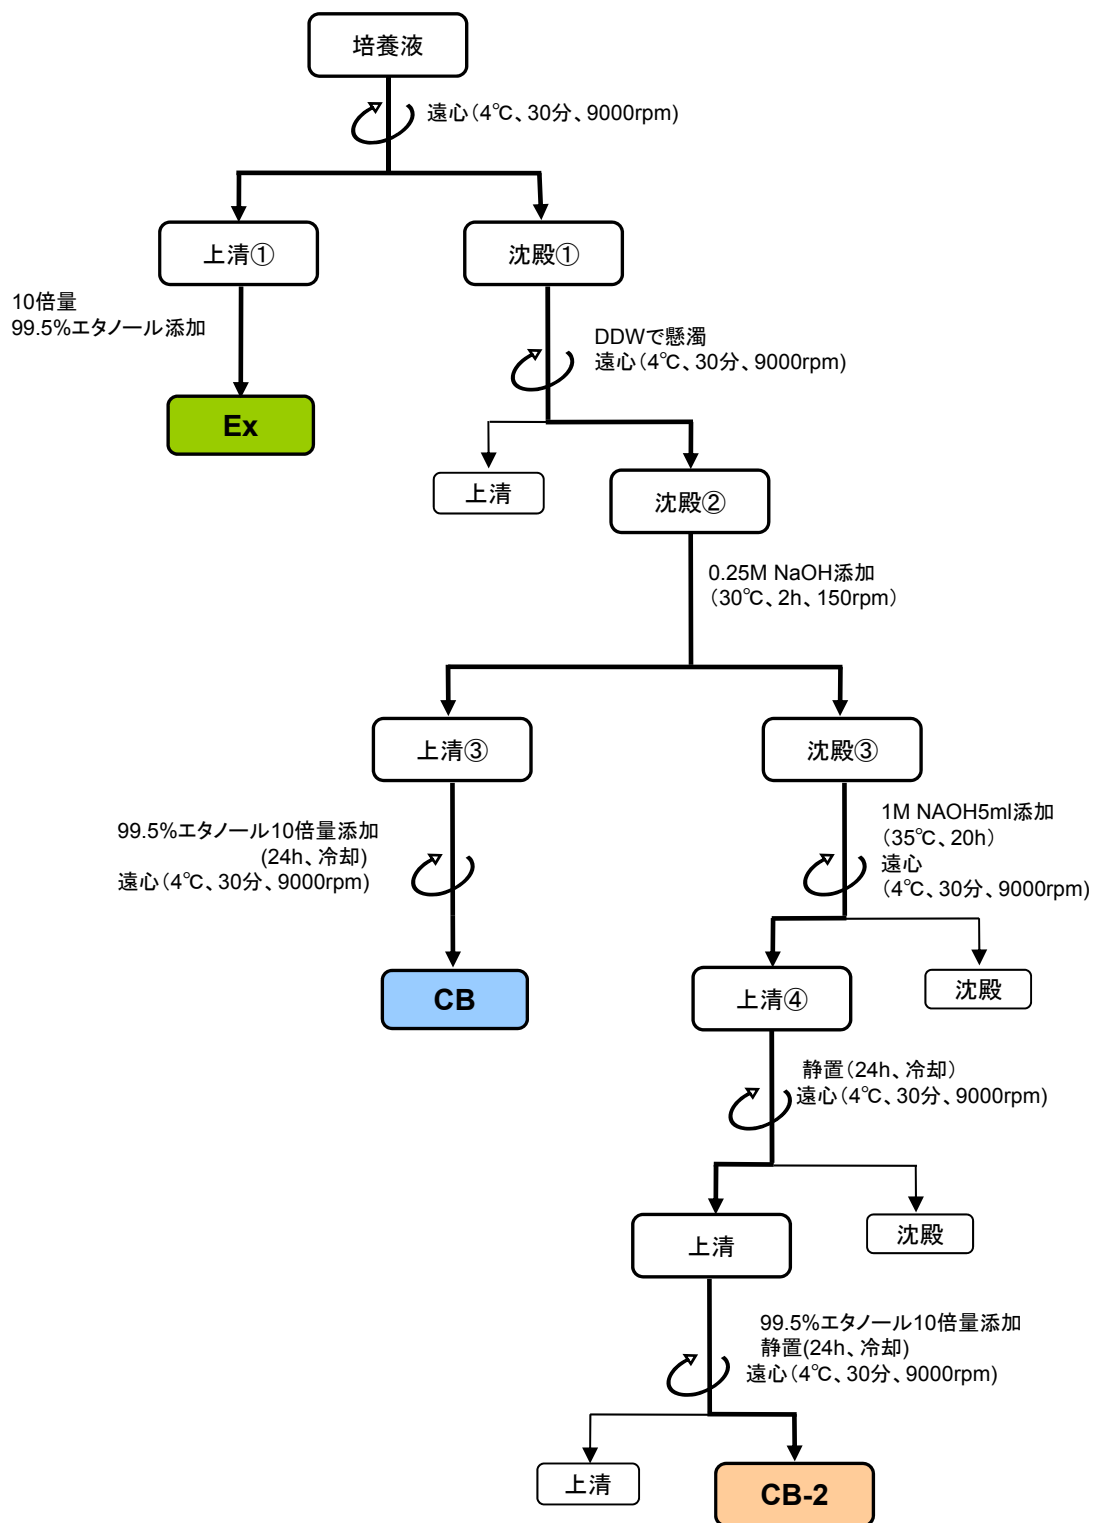 培養液
遠心（4℃、30分、9000rpm)
上清①
沈殿①
10倍量
99.5%エタノール添加
DDWで懸濁
遠心（4℃、30分、9000rpm)
Ex
上清
沈殿②
0.25M NaOH添加
（30℃、2h、150rpm）
上清③
沈殿③
99.5%エタノール10倍量添加
(24h、冷却)
遠心（4℃、30分、9000rpm)
1M NAOH5ml添加
（35℃、20h）
遠心
(4℃、30分、9000rpm)
CB
上清④
沈殿
静置（24h、冷却）
遠心（4℃、30分、9000rpm)
上清
沈殿
99.5%エタノール10倍量添加
静置(24h、冷却)
遠心（4℃、30分、9000rpm)
上清
CB-2